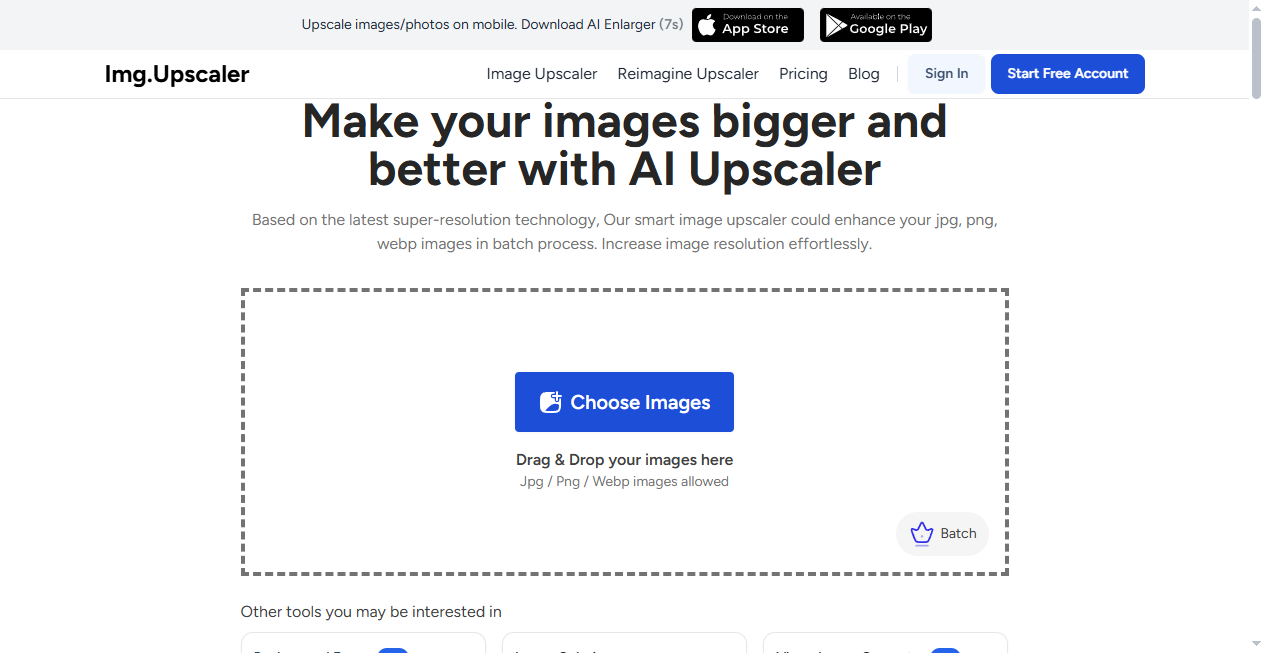 Upscale images/photos on mobile. Download AI Enlarger (7s)
Download on the
App Store
Available on the
Google Play
Img.Upscaler
Image Upscaler
Reimagine Upscaler
Pricing
Blog
Sign In
Start Free Account
Make your images bigger and
better with AI Upscaler
Based on the latest super-resolution technology, Our smart image upscaler could enhance your jpg, png,
webp images in batch process. Increase image resolution effortlessly.
Choose Images
Drag & Drop your images here
Jpg / Png / Webp images allowed
Batch
Other tools you may be interested in